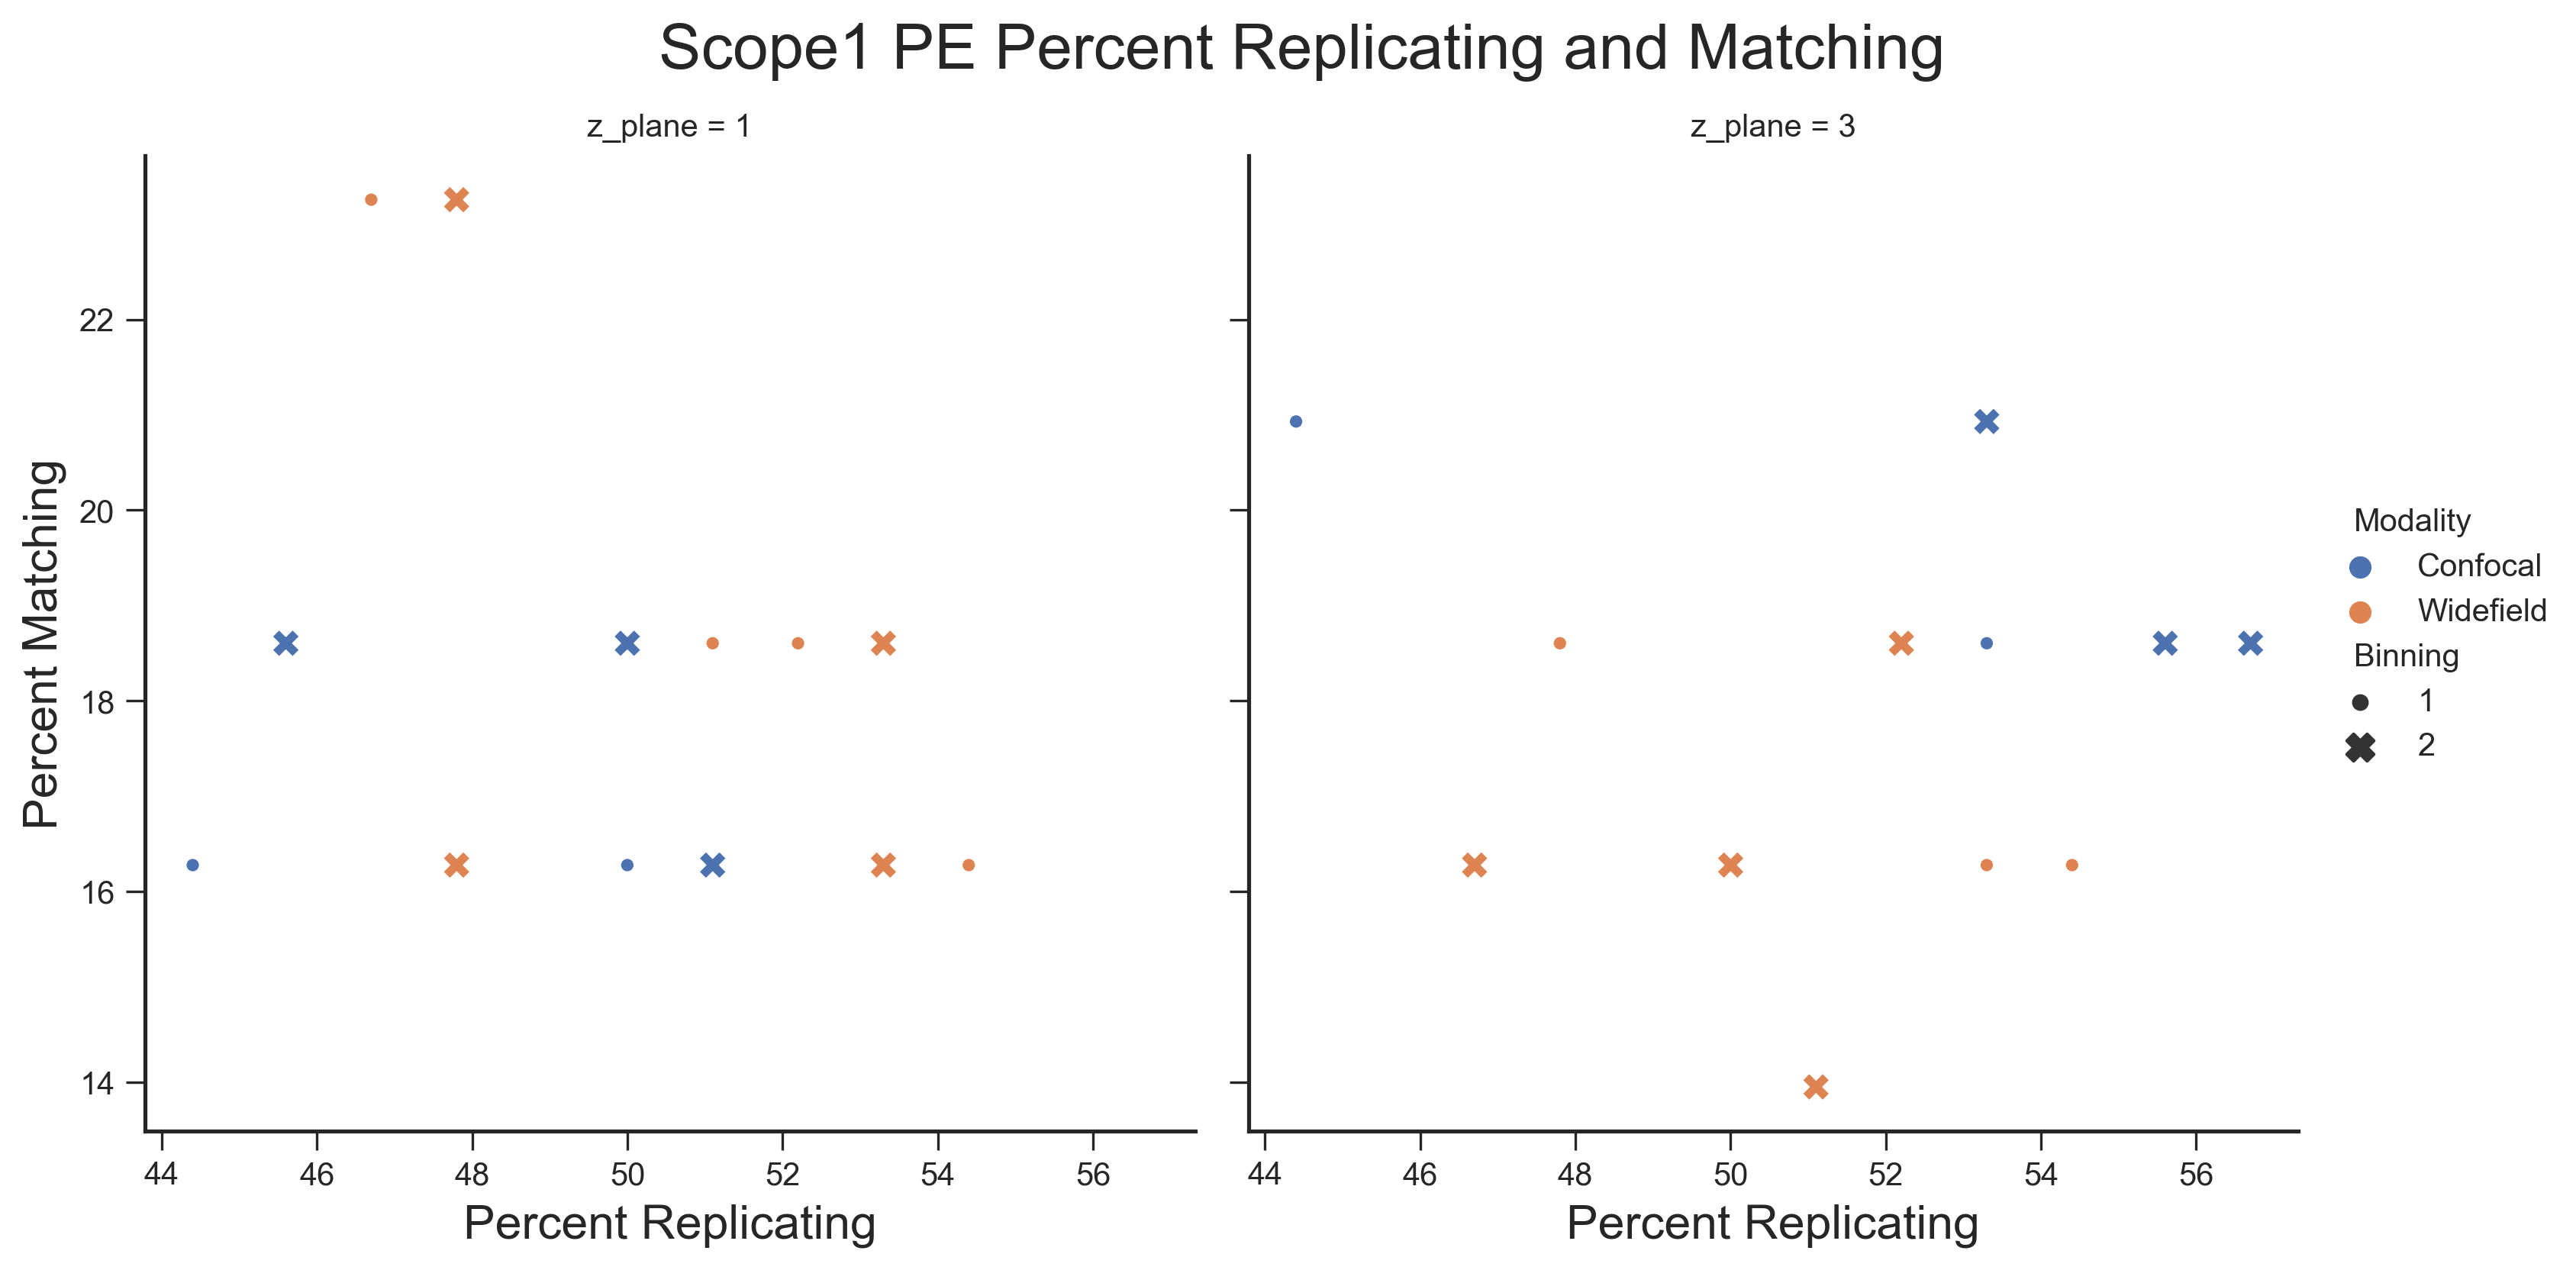 Scope1 PE Percent Replicating and Matching
z_plane = 1
z_plane = 3
Percent Matching
22
20
18
16
14
44 46 48 50 52 54 56
44 46 48 50 52 54 56
Percent Replicating
Percent Replicating
Modality
Confocal
Widefield
Binning
1
2